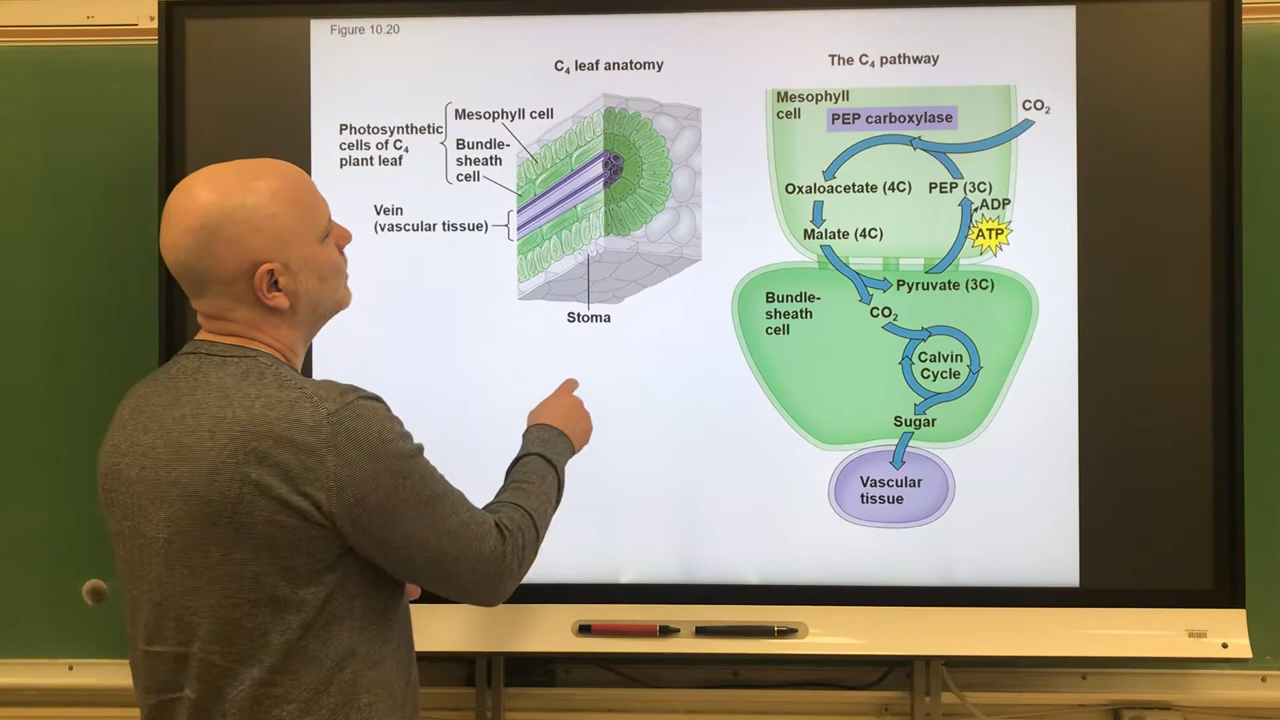 Figure 10.20
C₄ leaf anatomy
Photosynthetic
cells of C₄
plant leaf
Mesophyll cell
Bundle-
sheath
cell
Vein
(vascular tissue)
Stoma
The C₄ pathway
Mesophyll
cell
PEP carboxylase
CO₂
Oxaloacetate (4C)
PEP (3C)
ADP
Malate (4C)
ATP
Pyruvate (3C)
Bundle-
sheath
cell
CO₂
Calvin
Cycle
Sugar
Vascular
tissue